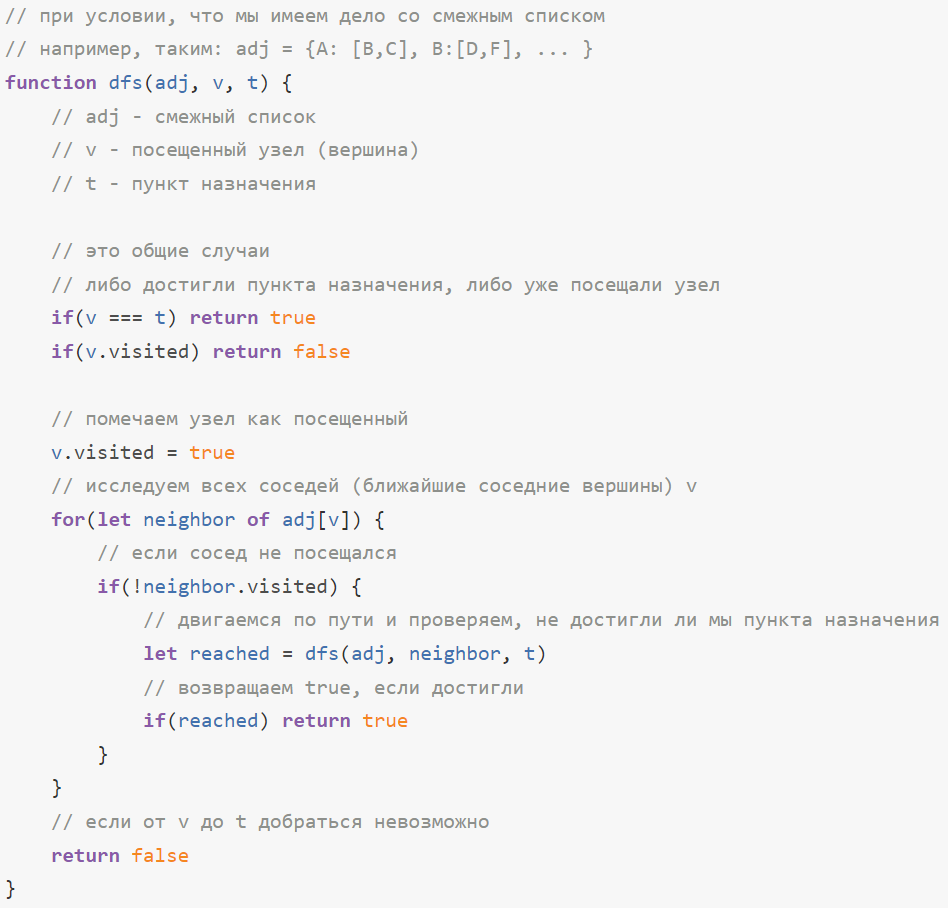 // при условии, что мы имеем дело со смежным списком
// например, таким: adj = {A: [B,C], B:[D,F], ... }
function dfs(adj, v, t) {
    // adj - смежный список
    // v - посещенный узел (вершина)
    // t - пункт назначения

    // это общие случаи
    // либо достигли пункта назначения, либо уже посещали узел
    if(v === t) return true
    if(v.visited) return false

    // помечаем узел как посещенный
    v.visited = true
    // исследуем всех соседей (ближайшие соседние вершины) v
    for(let neighbor of adj[v]) {
        // если сосед не посещался
        if(!neighbor.visited) {
            // двигаемся по пути и проверяем, не достигли ли мы пункта назначения
            let reached = dfs(adj, neighbor, t)
            // возвращаем true, если достигли
            if(reached) return true
        }
    }
    // если от v до t добраться невозможно
    return false
}